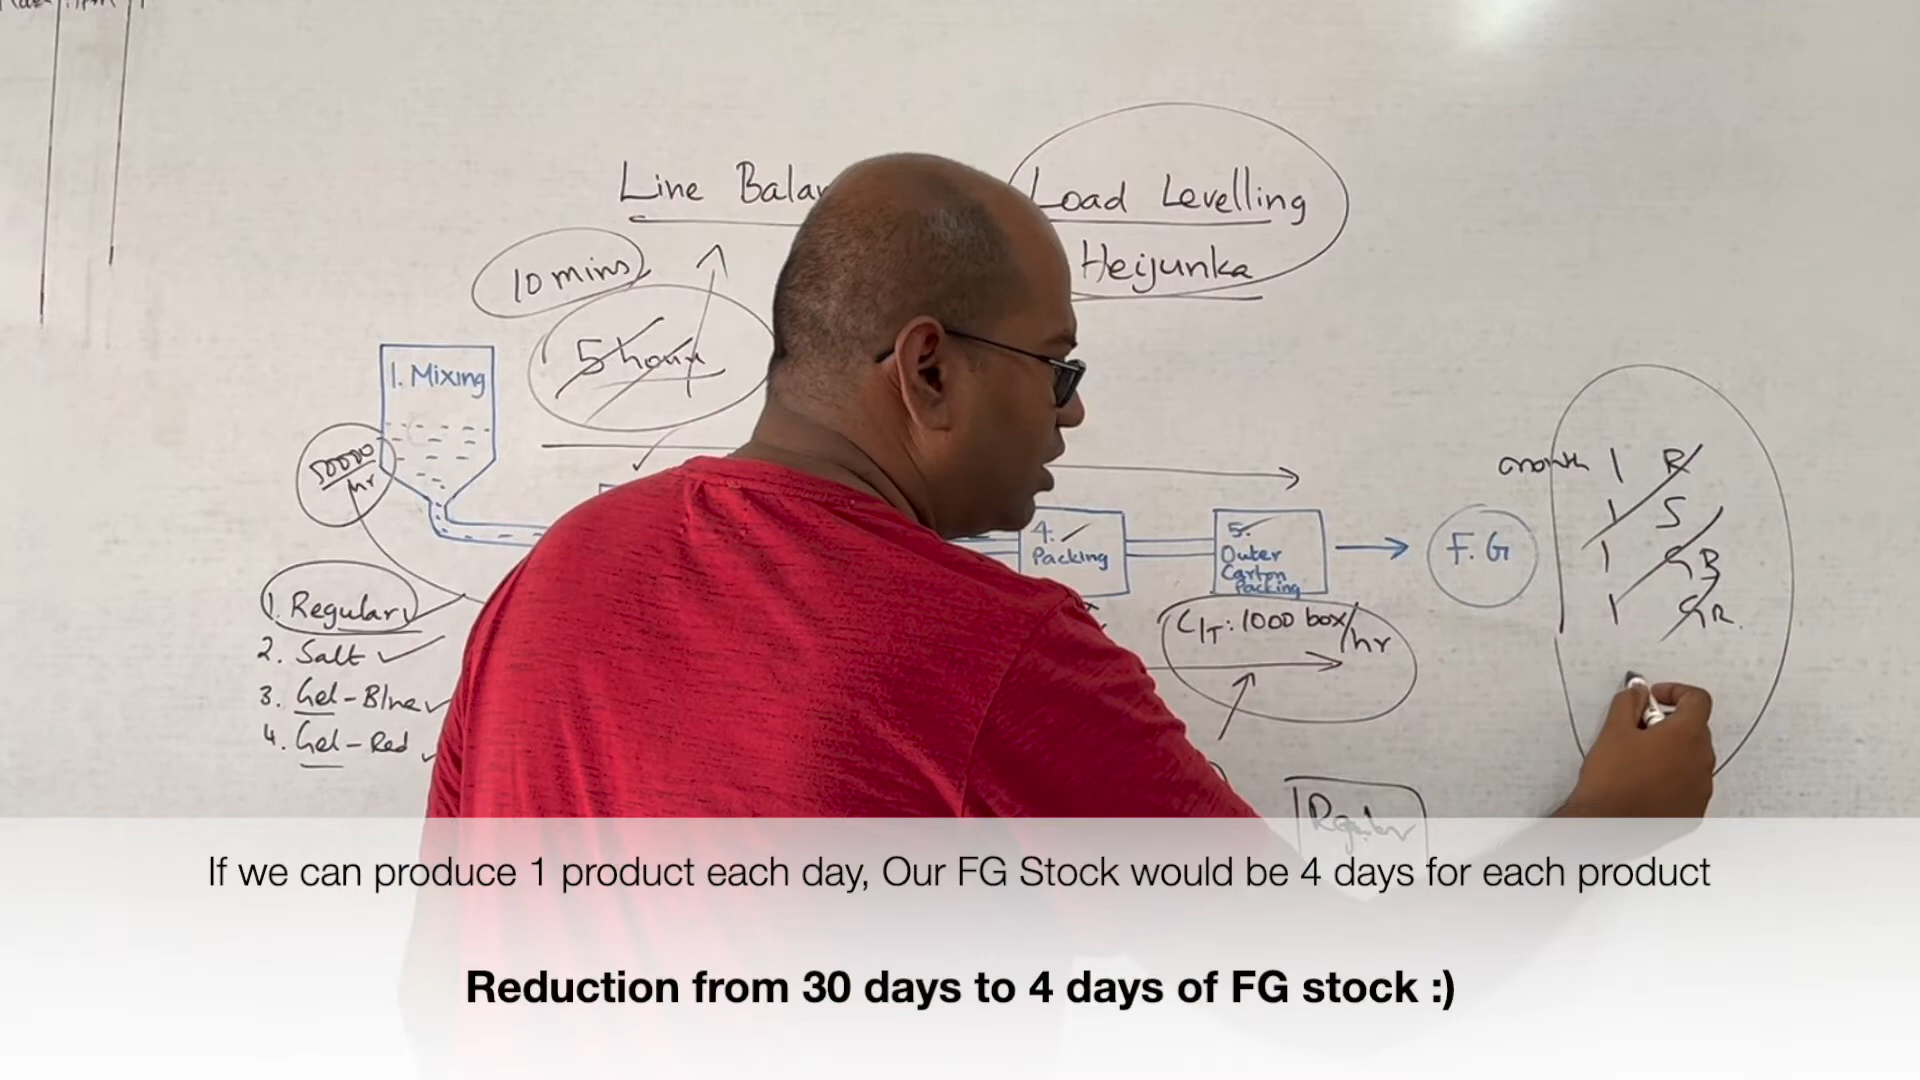 Line Bala
Load Levelling
Heijunka
10 mins
5 hour
1. Mixing
50000
hr
1. Regular
2. Salt
3. Gel-Blue
4. Gel-Red
4.
Packing
5.
Outer
Carton
Packing
F.G
C/T: 1000 box/hr
month 1 R
1 S
1 GB
1 GR.
Regular
If we can produce 1 product each day, Our FG Stock would be 4 days for each product
Reduction from 30 days to 4 days of FG stock :)